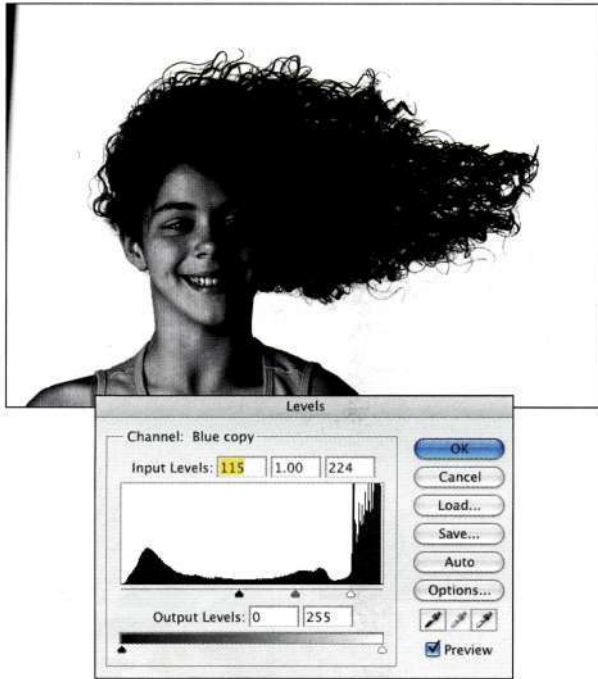 Levels
Channel: Blue copy
Input Levels: 115 1.00 224
Output Levels: 0 255
OK
Cancel
Load...
Save...
Auto
Options...
Preview